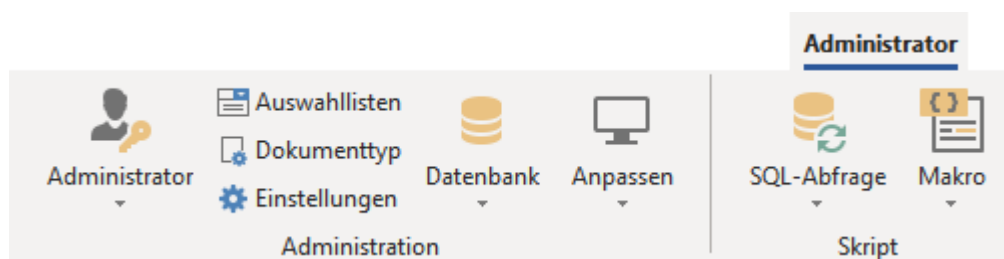 Administrator
Administrator
Auswahllisten
Dokumenttyp
Einstellungen
Datenbank
Anpassen
Administration
SQL-Abfrage
Makro
Skript